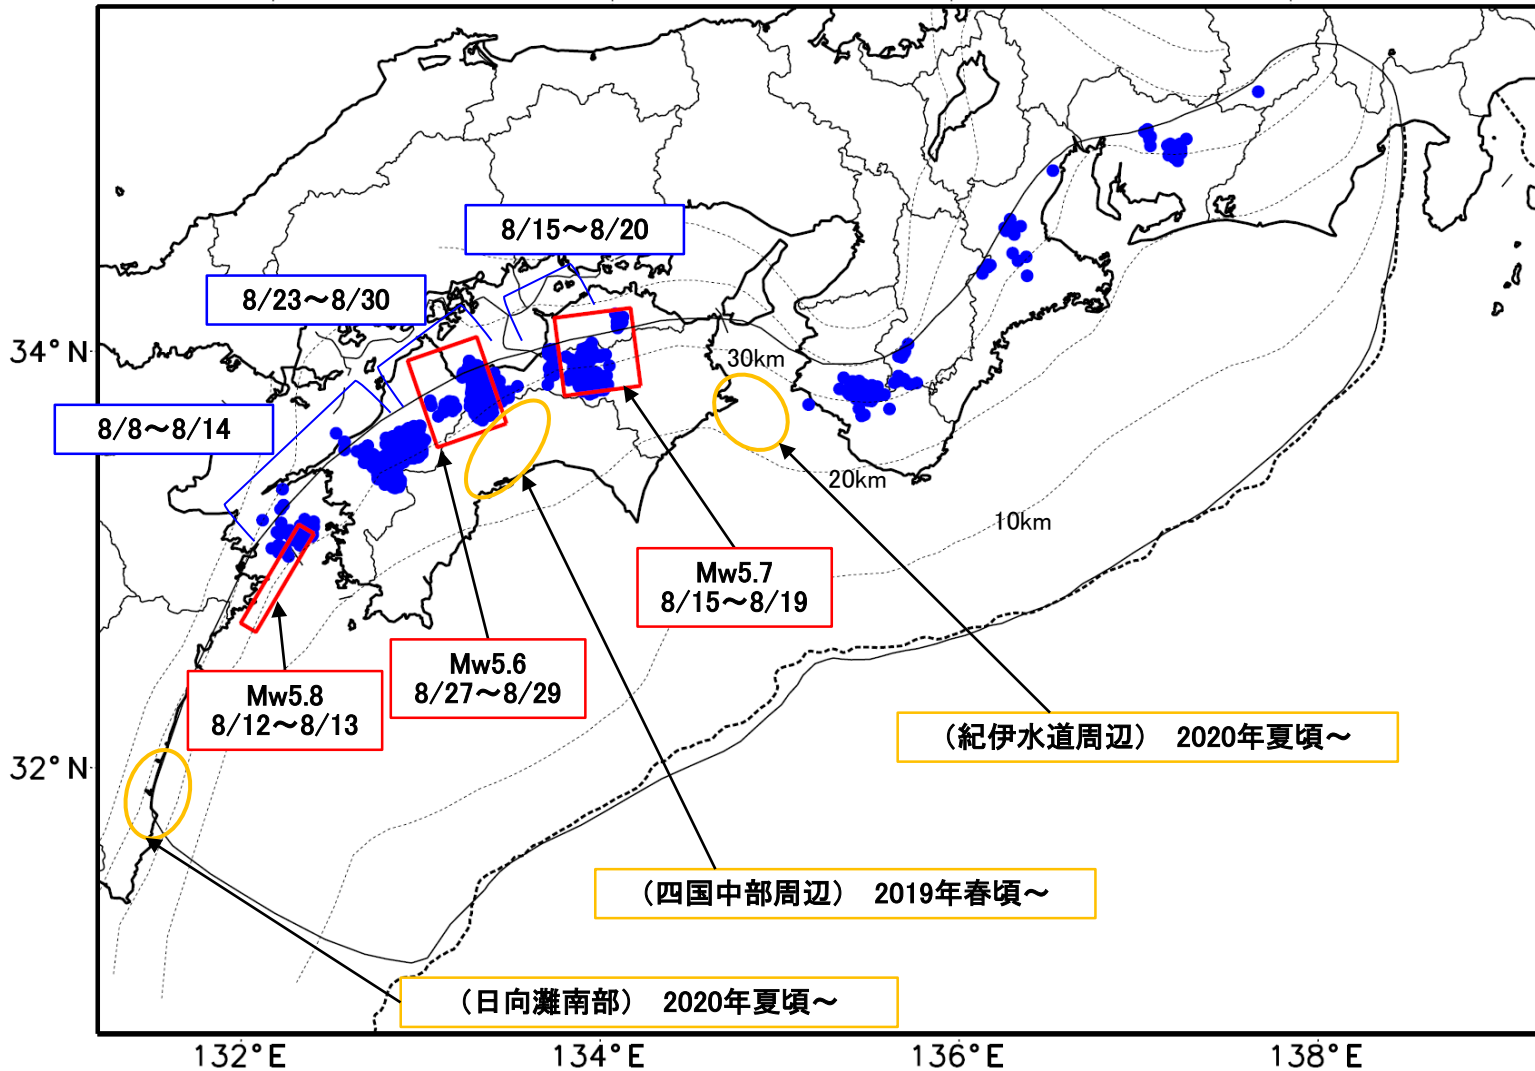 8/15～8/20
8/23～8/30
34°N
30km
8/8～8/14
20km
10km
Mw5.7
8/15～8/19
Mw5.6
8/27～8/29
Mw5.8
8/12～8/13
（紀伊水道周辺） 2020年夏頃～
32°N
（四国中部周辺） 2019年春頃～
（日向灘南部） 2020年夏頃～
132°E
134°E
136°E
138°E